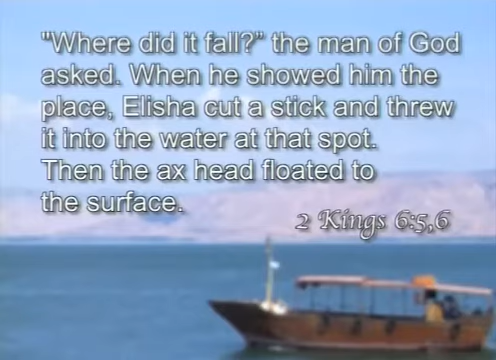 "Where did it fall?" the man of God
asked. When he showed him the
place, Elisha cut a stick and threw
it into the water at that spot.
Then the ax head floated to
the surface.
2 Kings 6:5,6